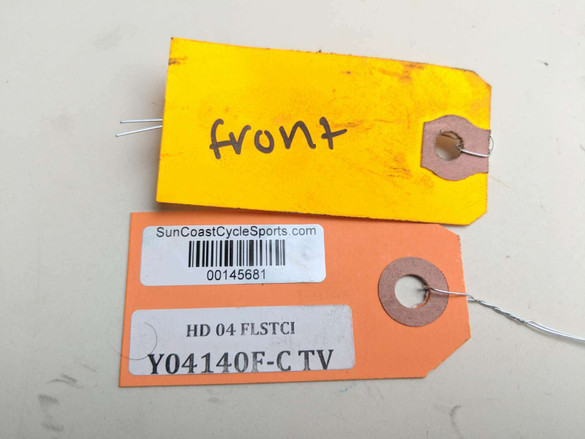 front
SunCoastCycleSports.com
00145681
HD 04 FLSTCI
Y04140F-C TV